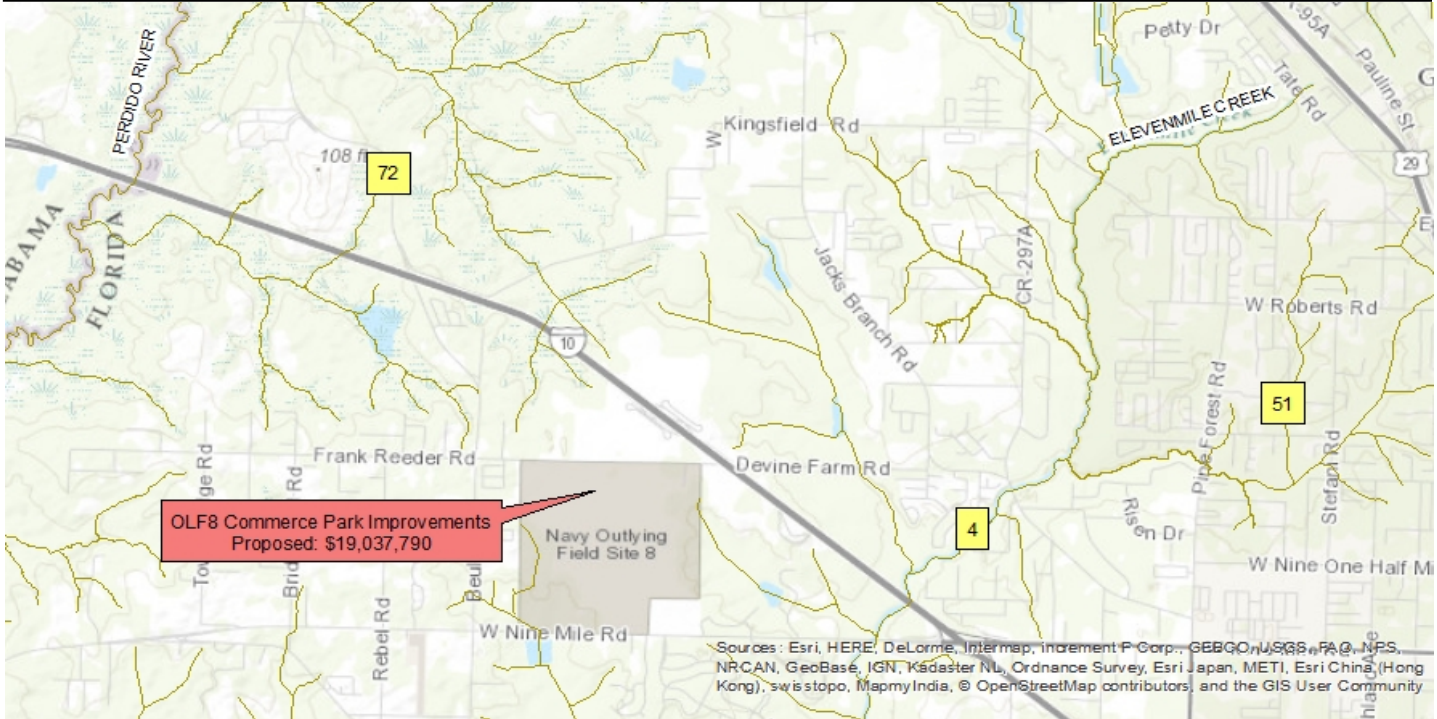 Petty Dr
R-95A
Pauline St
Tate Rd
G
PERDIDO RIVER
Kingsfield Rd
W
ELEVENMILE CREEK
29
108 ft
72
ABAMA
FLORIDA
Jacks Branch Rd
CR-297A
W Roberts Rd
10
Pine Forest Rd
51
Stefani Rd
Frank Reeder Rd
Devine Farm Rd
OLF8 Commerce Park Improvements
Proposed: $19,037,790
Navy Outlying
Field Site 8
4
Risen Dr
W Nine One Half Mi
Rebel Rd
W Nine Mile Rd
Sources: Esri, HERE, DeLorme, Intermap, increment P Corp., GEBCO, USGS, FAO, NPS,
NRCAN, GeoBase, IGN, Kadaster NL, Ordnance Survey, Esri Japan, METI, Esri China (Hong
Kong), swisstopo, MapmyIndia, © OpenStreetMap contributors, and the GIS User Community